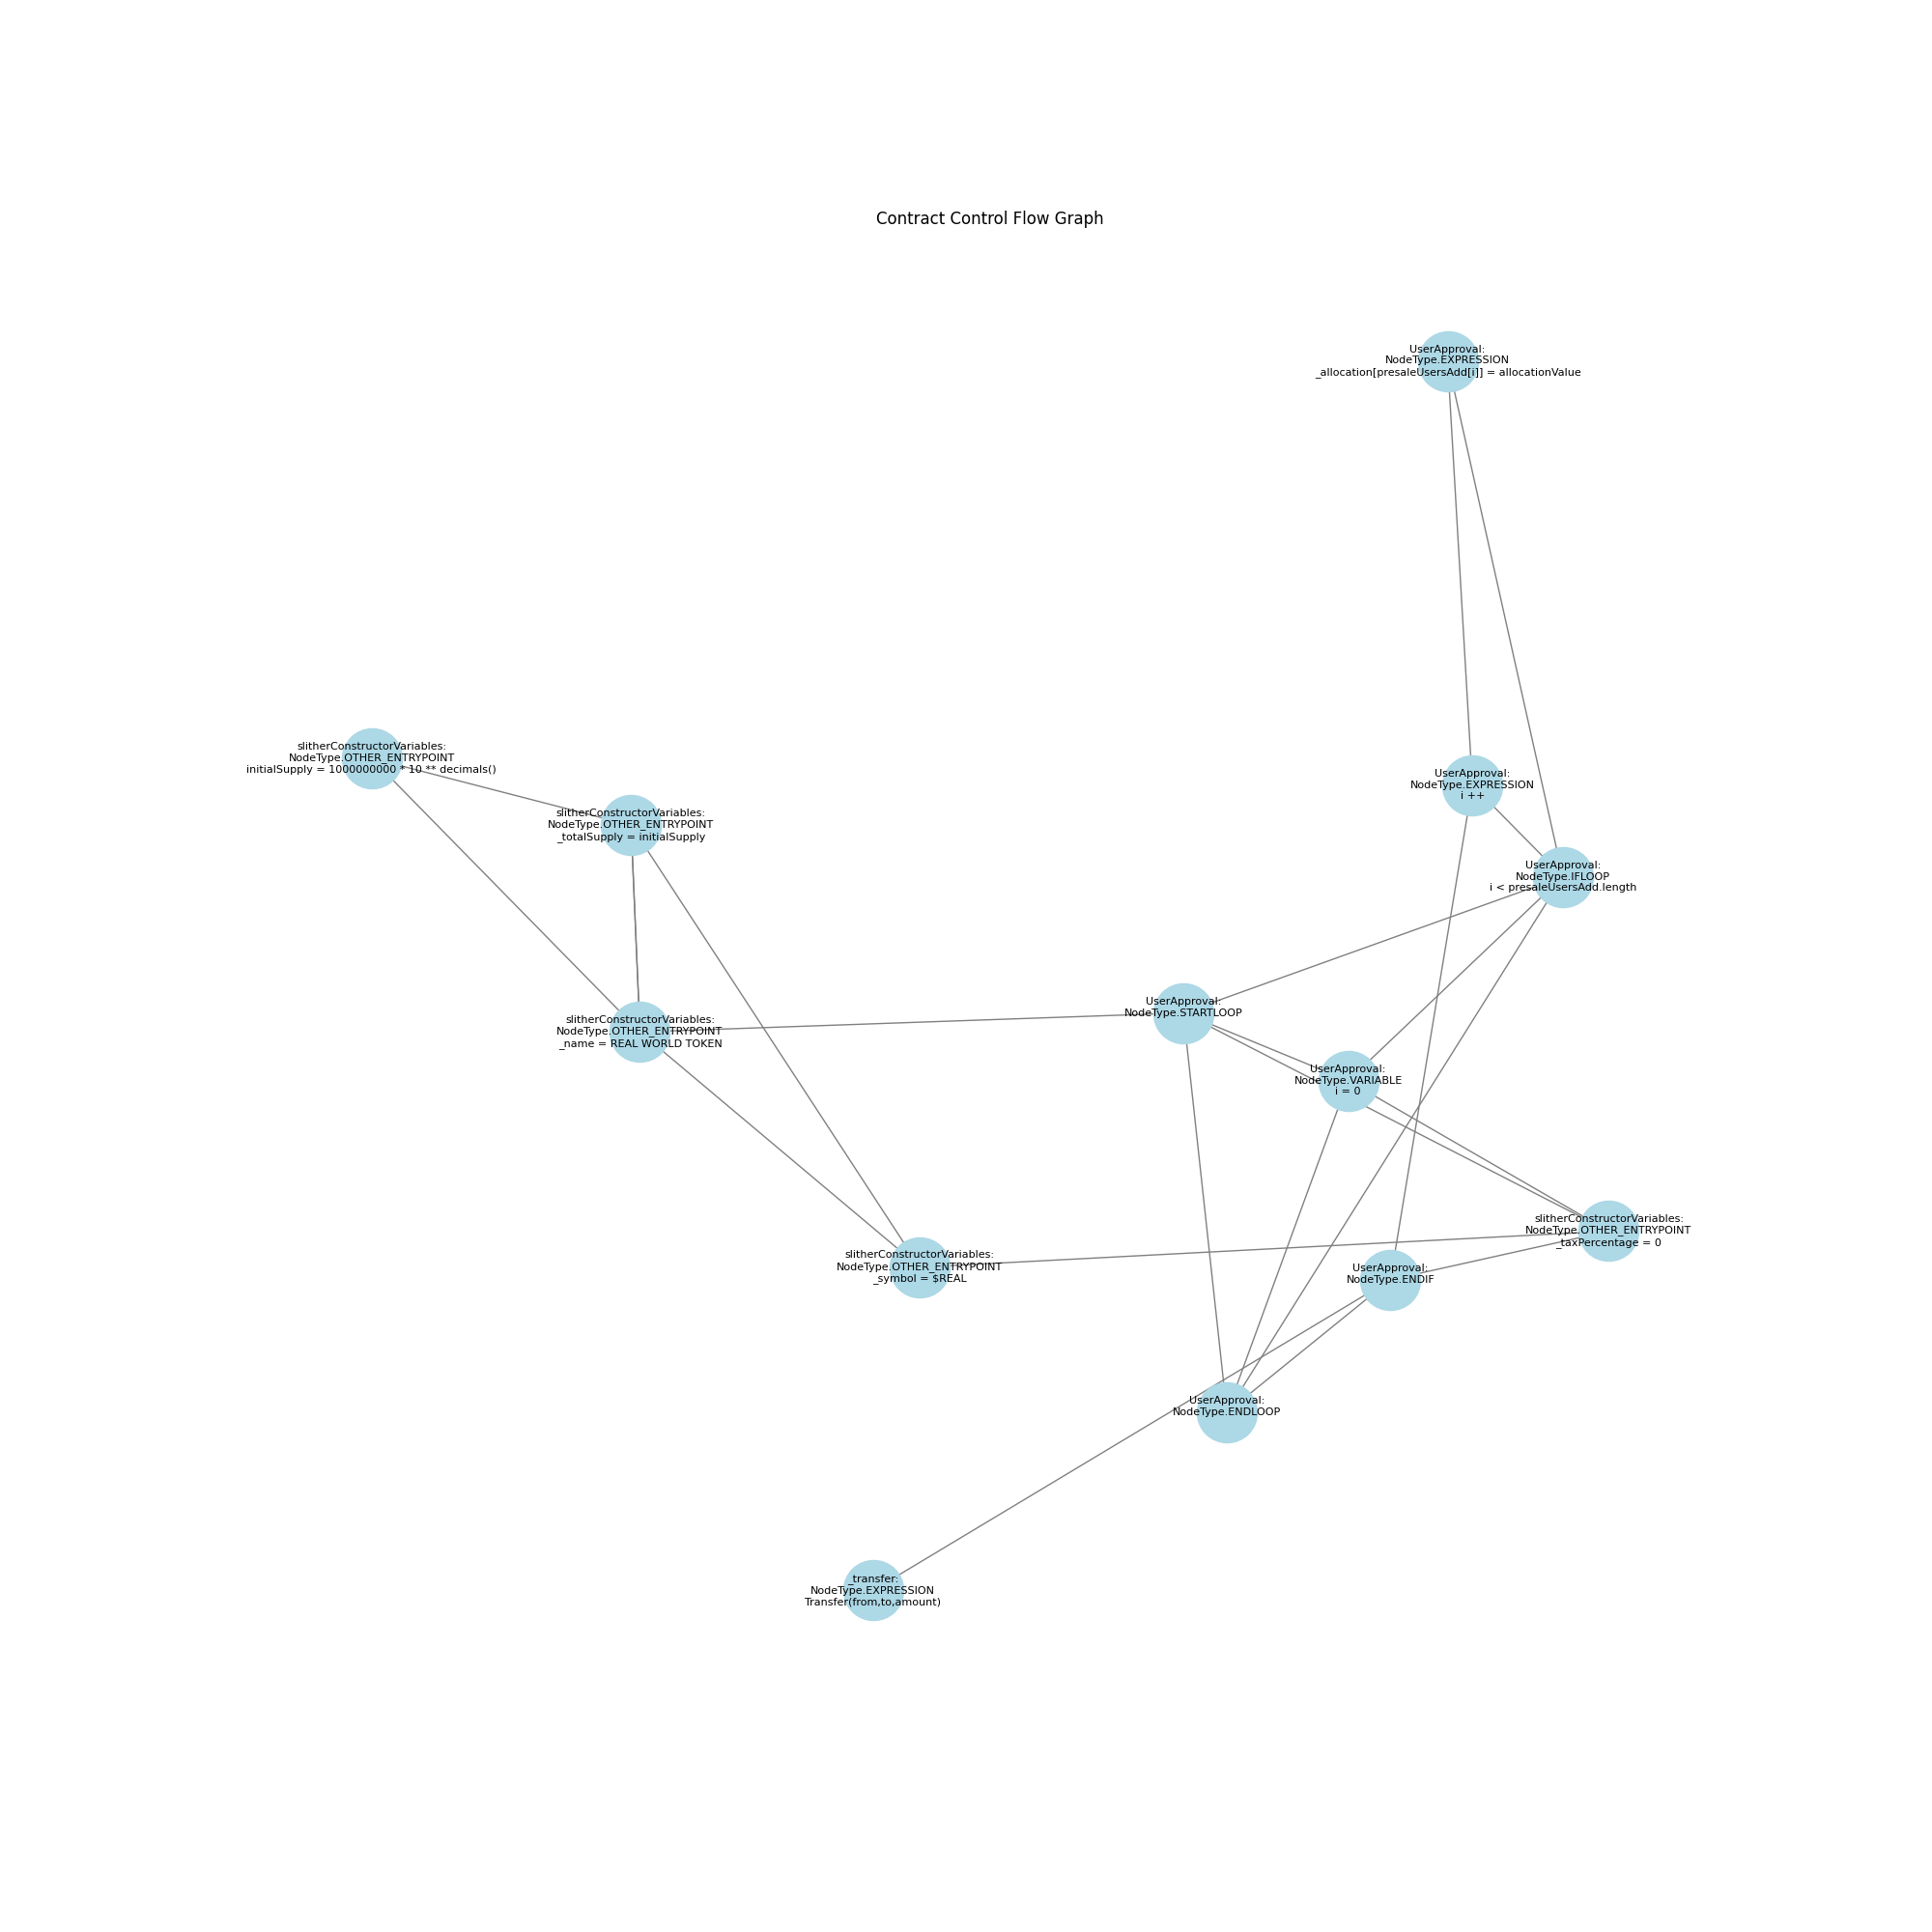 Contract Control Flow Graph
UserApproval:
NodeType.EXPRESSION
_allocation[presaleUsersAdd[i]] = allocationValue
slitherConstructorVariables:
NodeType.OTHER_ENTRYPOINT
initialSupply = 1000000000 * 10 ** decimals()
UserApproval:
NodeType.EXPRESSION
i ++
slitherConstructorVariables:
NodeType.OTHER_ENTRYPOINT
_totalSupply = initialSupply
UserApproval:
NodeType.IFLOOP
i < presaleUsersAdd.length
UserApproval:
NodeType.STARTLOOP
slitherConstructorVariables:
NodeType.OTHER_ENTRYPOINT
_name = REAL WORLD TOKEN
UserApproval:
NodeType.VARIABLE
i = 0
slitherConstructorVariables:
NodeType.OTHER_ENTRYPOINT
_taxPercentage = 0
slitherConstructorVariables:
NodeType.OTHER_ENTRYPOINT
_symbol = $REAL
UserApproval:
NodeType.ENDIF
UserApproval:
NodeType.ENDLOOP
_transfer:
NodeType.EXPRESSION
Transfer(from,to,amount)